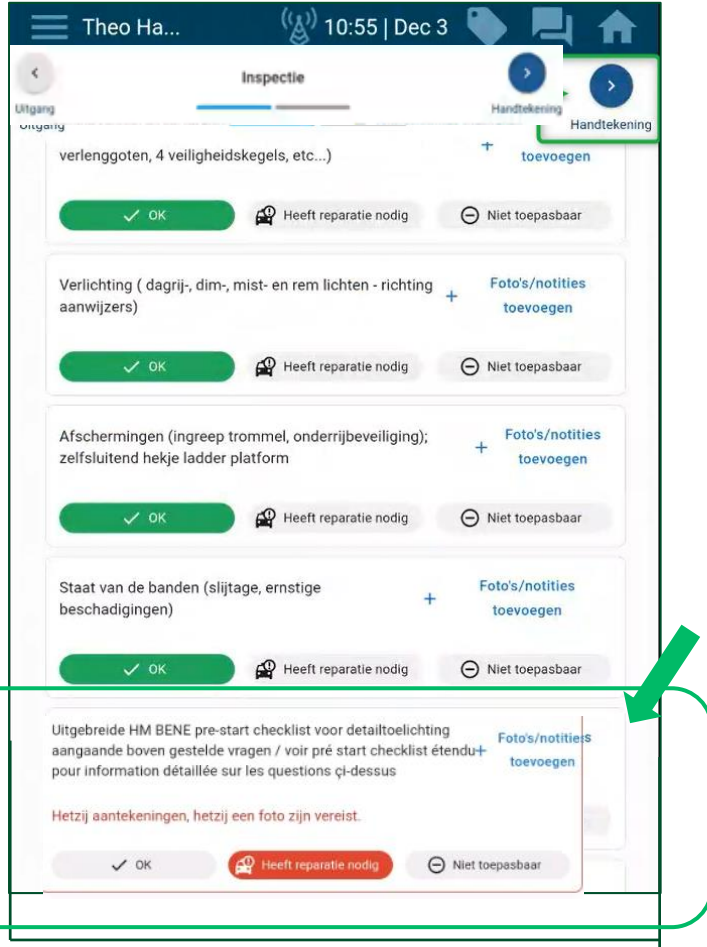 Theo Ha... 10:55 | Dec 3
Inspectie
Uitgang Handtekening
Uitgang Handtekening
verlenggoten, 4 veiligheidskegels, etc...) + toevoegen
OK Heeft reparatie nodig Niet toepasbaar
Verlichting ( dagrij-, dim-, mist- en rem lichten - richting + Foto's/notities
aanwijzers) toevoegen
OK Heeft reparatie nodig Niet toepasbaar
Afschermingen (ingreep trommel, onderrijbeveiliging); + Foto's/notities
zelfsluitend hekje ladder platform toevoegen
OK Heeft reparatie nodig Niet toepasbaar
Staat van de banden (slijtage, ernstige + Foto's/notities
beschadigingen) toevoegen
OK Heeft reparatie nodig Niet toepasbaar
Uitgebreide HM BENE pre-start checklist voor detailtoelichting
aangaande boven gestelde vragen / voir pré start checklist étendu + Foto's/notities
pour information détaillée sur les questions çi-dessus toevoegen
Hetzij aantekeningen, hetzij een foto zijn vereist.
OK Heeft reparatie nodig Niet toepasbaar